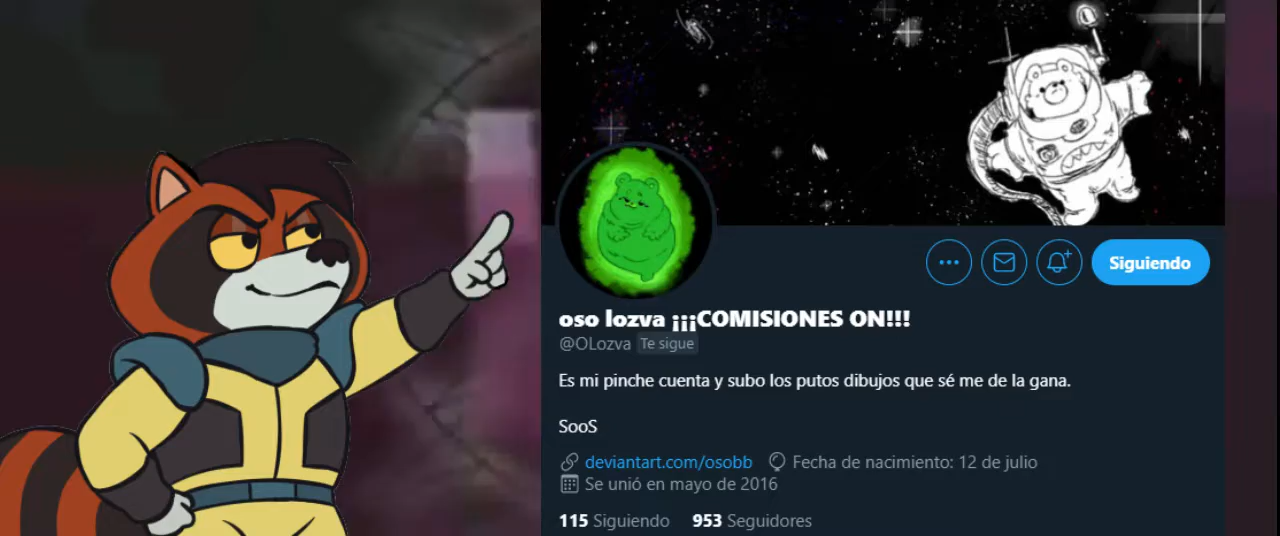 Siguiendo
oso lozva ¡¡¡COMISIONES ON!!!
@OLozva Te sigue
Es mi pinche cuenta y subo los putos dibujos que sé me de la gana.
SooS
deviantart.com/osobb Fecha de nacimiento: 12 de julio
Se unió en mayo de 2016
115 Siguiendo 953 Seguidores